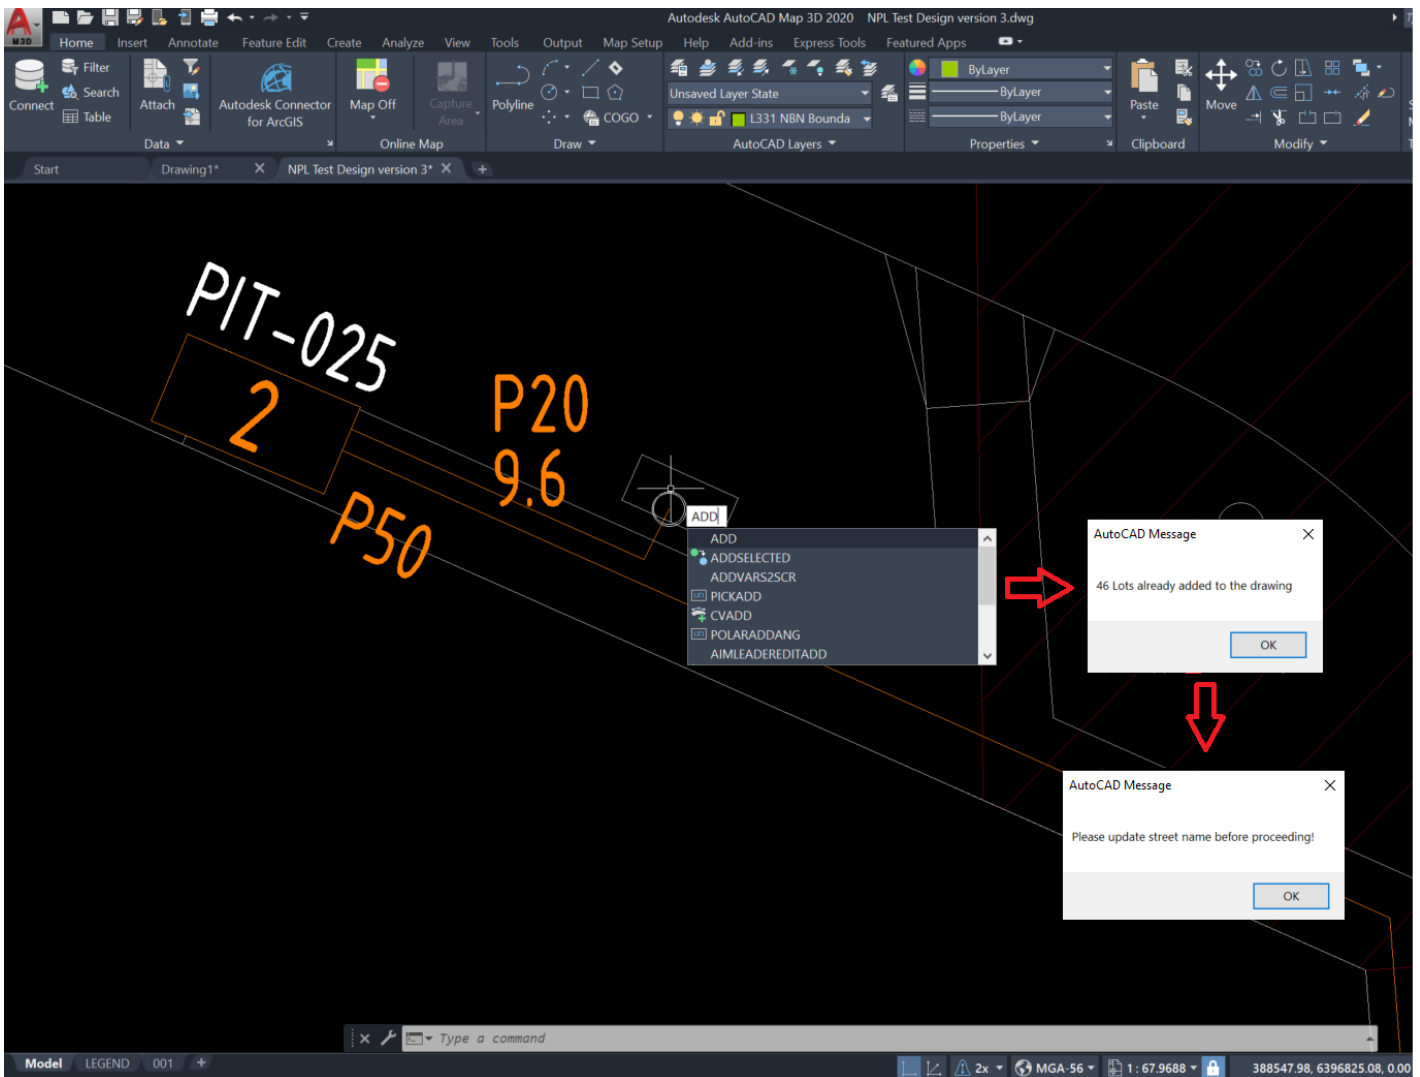 Autodesk AutoCAD Map 3D 2020 NPL Test Design version 3.dwg
M3D
Home Insert Annotate Feature Edit Create Analyze View Tools Output Map Setup Help Add-ins Express Tools Featured Apps
Connect
Filter
Search
Table
Attach
Data
Autodesk Connector
for ArcGIS
Map Off
Capture
Area
Online Map
Polyline
COGO
Draw
Unsaved Layer State
L331 NBN Bounda
AutoCAD Layers
ByLayer
ByLayer
ByLayer
Properties
Paste
Clipboard
Move
Modify
Start
Drawing1*
NPL Test Design version 3*
PIT-025
2
P20
9.6
P50
ADD
ADD
ADDSELECTED
ADDVARS2SCR
PICKADD
CVADD
POLARADDANG
AIMLEADEREDITADD
AutoCAD Message
46 Lots already added to the drawing
OK
AutoCAD Message
Please update street name before proceeding!
OK
Type a command
Model LEGEND 001 +
2x MGA-56 1 : 67.9688 388547.98, 6396825.08, 0.00